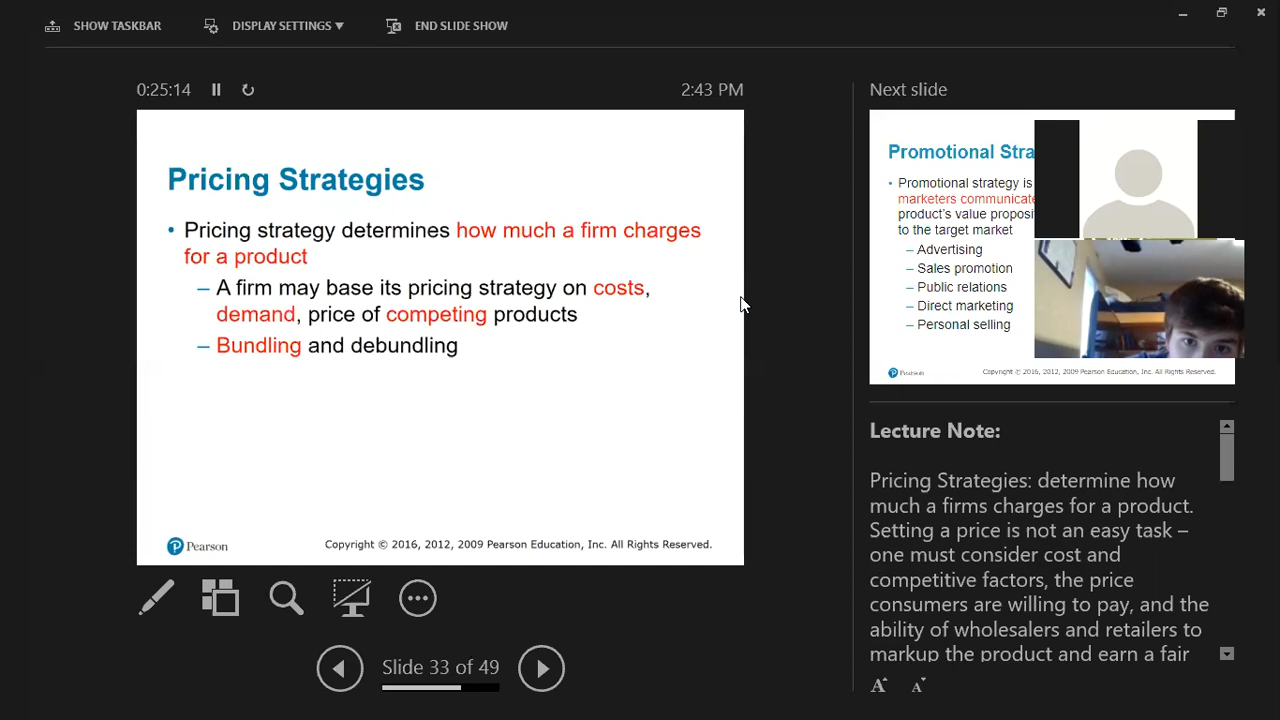 SHOW TASKBAR DISPLAY SETTINGS ▼ END SLIDE SHOW
0:25:14 2:43 PM
Pricing Strategies
• Pricing strategy determines how much a firm charges
for a product
– A firm may base its pricing strategy on costs,
demand, price of competing products
– Bundling and debundling
Pearson Copyright © 2016, 2012, 2009 Pearson Education, Inc. All Rights Reserved.
Slide 33 of 49
Next slide
Promotional Stra
• Promotional strategy is
marketers communicate
product's value proposi
to the target market
– Advertising
– Sales promotion
– Public relations
– Direct marketing
– Personal selling
Pearson Copyright © 2016, 2012, 2009 Pearson Education, Inc. All Rights Reserved.
Lecture Note:
Pricing Strategies: determine how
much a firms charges for a product.
Setting a price is not an easy task –
one must consider cost and
competitive factors, the price
consumers are willing to pay, and the
ability of wholesalers and retailers to
markup the product and earn a fair
A A